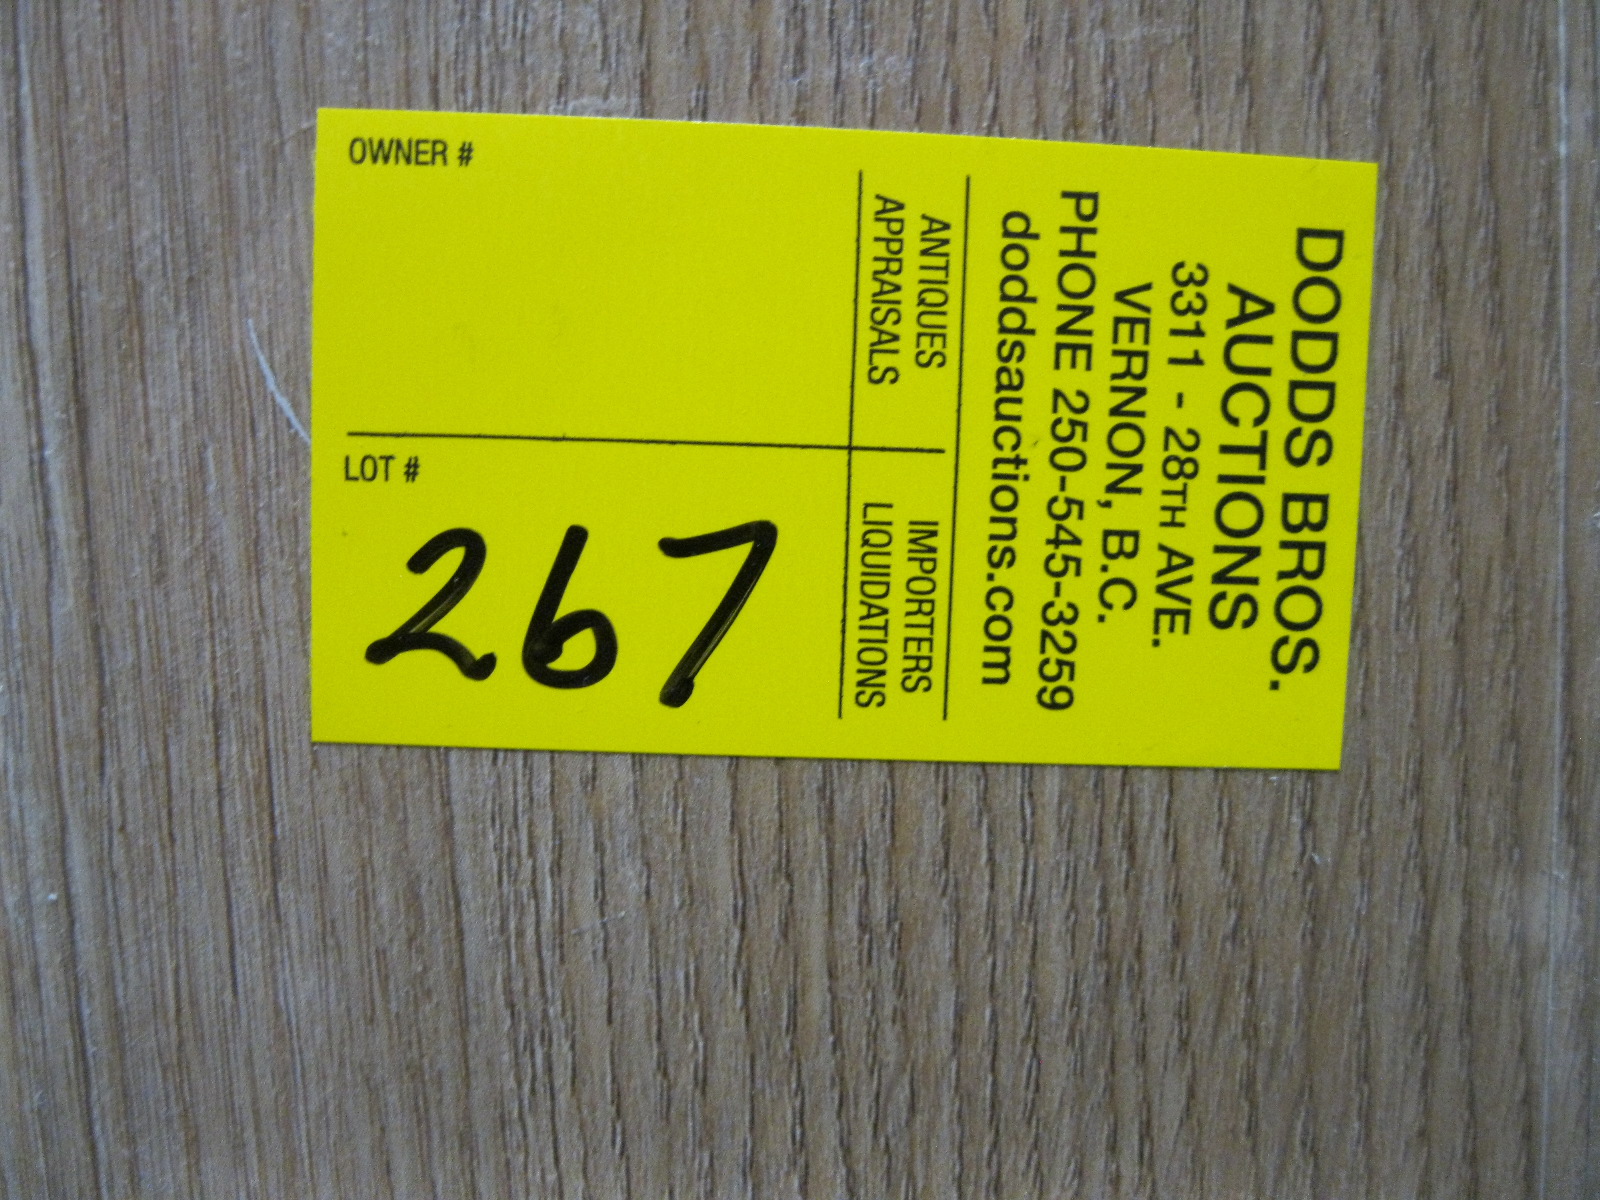 DODDS BROS.
AUCTIONS
3311 - 28TH AVE.
VERNON, B.C.
PHONE 250-545-3259
doddsauctions.com
ANTIQUES
APPRAISALS
IMPORTERS
LIQUIDATIONS
OWNER #
LOT #
267